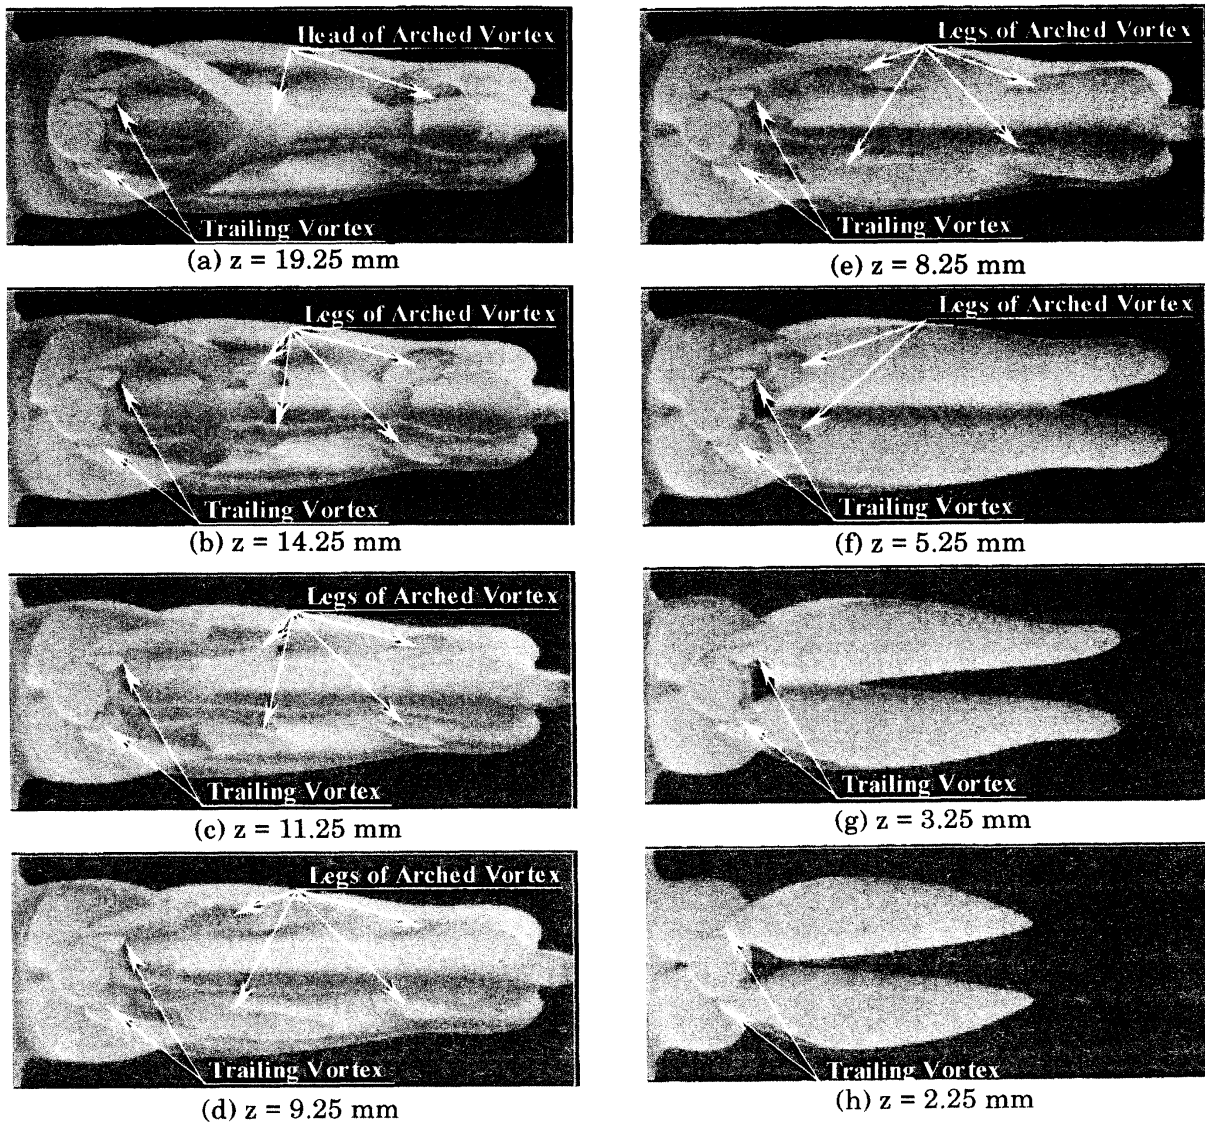 Head of Arched Vortex
Trailing Vortex
(a) z = 19.25 mm
Legs of Arched Vortex
Trailing Vortex
(b) z = 14.25 mm
Legs of Arched Vortex
Trailing Vortex
(c) z = 11.25 mm
Legs of Arched Vortex
Trailing Vortex
(d) z = 9.25 mm
Legs of Arched Vortex
Trailing Vortex
(e) z = 8.25 mm
Legs of Arched Vortex
Trailing Vortex
(f) z = 5.25 mm
Trailing Vortex
(g) z = 3.25 mm
Trailing Vortex
(h) z = 2.25 mm